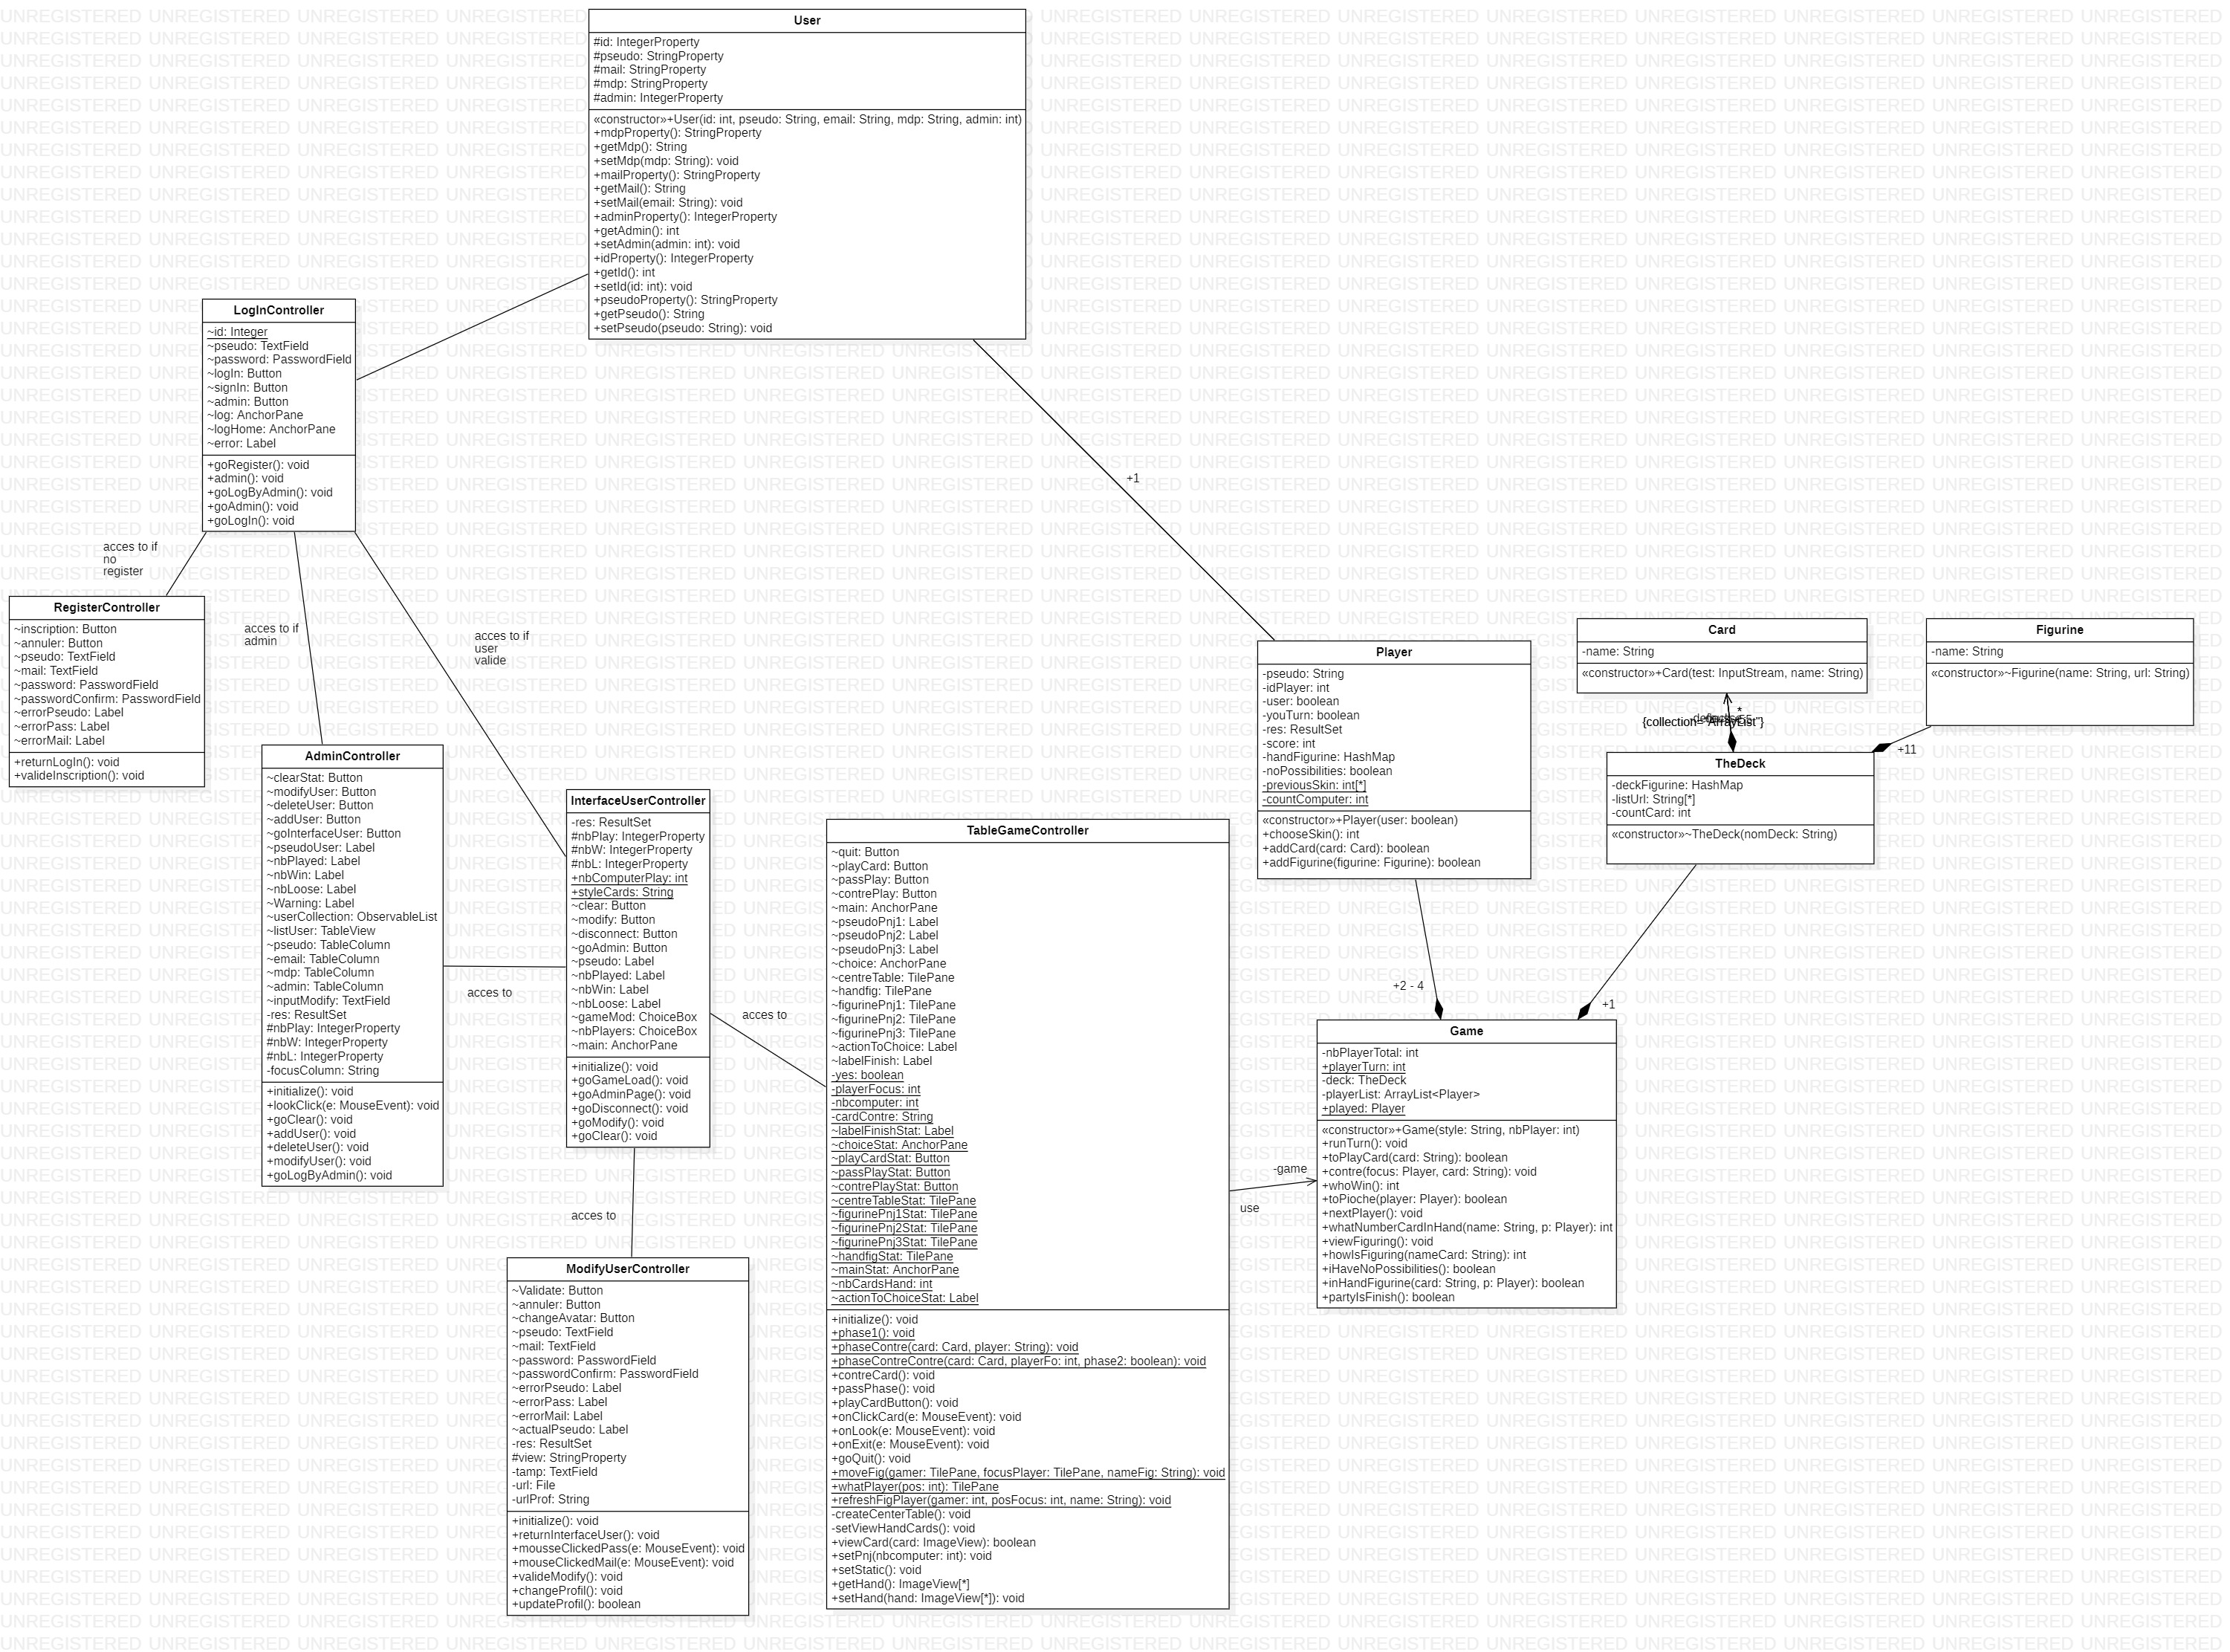 User
#id: IntegerProperty
#pseudo: StringProperty
#mail: StringProperty
#mdp: StringProperty
#admin: IntegerProperty
«constructor»+User(id: int, pseudo: String, email: String, mdp: String, admin: int)
+mdpProperty(): StringProperty
+getMdp(): String
+setMdp(mdp: String): void
+mailProperty(): StringProperty
+getMail(): String
+setMail(email: String): void
+adminProperty(): IntegerProperty
+getAdmin(): int
+setAdmin(admin: int): void
+idProperty(): IntegerProperty
+getId(): int
+setId(id: int): void
+pseudoProperty(): StringProperty
+getPseudo(): String
+setPseudo(pseudo: String): void
LogInController
~id: Integer
~pseudo: TextField
~password: PasswordField
~logIn: Button
~signIn: Button
~admin: Button
~log: AnchorPane
~logHome: AnchorPane
~error: Label
+goRegister(): void
+admin(): void
+goLogByAdmin(): void
+goAdmin(): void
+goLogIn(): void
+1
acces to if
no
register
acces to if
admin
acces to if
user
valide
RegisterController
~inscription: Button
~annuler: Button
~pseudo: TextField
~mail: TextField
~password: PasswordField
~passwordConfirm: PasswordField
~errorPseudo: Label
~errorPass: Label
~errorMail: Label
+returnLogIn(): void
+valideInscription(): void
AdminController
~clearStat: Button
~modifyUser: Button
~deleteUser: Button
~addUser: Button
~goInterfaceUser: Button
~pseudoUser: Label
~nbPlayed: Label
~nbWin: Label
~nbLoose: Label
~Warning: Label
~userCollection: ObservableList
~listUser: TableView
~pseudo: TableColumn
~email: TableColumn
~mdp: TableColumn
~admin: TableColumn
~inputModify: TextField
-res: ResultSet
#nbPlay: IntegerProperty
#nbW: IntegerProperty
#nbL: IntegerProperty
-focusColumn: String
+initialize(): void
+lookClick(e: MouseEvent): void
+goClear(): void
+addUser(): void
+deleteUser(): void
+modifyUser(): void
+goLogByAdmin(): void
acces to
InterfaceUserController
-res: ResultSet
#nbPlay: IntegerProperty
#nbW: IntegerProperty
#nbL: IntegerProperty
+nbComputerPlay: int
+styleCards: String
~clear: Button
~modify: Button
~disconnect: Button
~goAdmin: Button
~pseudo: Label
~nbPlayed: Label
~nbWin: Label
~nbLoose: Label
~gameMod: ChoiceBox
~nbPlayers: ChoiceBox
~main: AnchorPane
+initialize(): void
+goGameLoad(): void
+goAdminPage(): void
+goDisconnect(): void
+goModify(): void
+goClear(): void
acces to
acces to
ModifyUserController
~Validate: Button
~annuler: Button
~changeAvatar: Button
~pseudo: TextField
~mail: TextField
~password: PasswordField
~passwordConfirm: PasswordField
~errorPseudo: Label
~errorPass: Label
~errorMail: Label
~actualPseudo: Label
-res: ResultSet
#view: StringProperty
-tamp: TextField
-url: File
-urlProf: String
+initialize(): void
+returnInterfaceUser(): void
+mousseClickedPass(e: MouseEvent): void
+mouseClickedMail(e: MouseEvent): void
+valideModify(): void
+changeProfil(): void
+updateProfil(): boolean
TableGameController
~quit: Button
~playCard: Button
~passPlay: Button
~contrePlay: Button
~main: AnchorPane
~pseudoPnj1: Label
~pseudoPnj2: Label
~pseudoPnj3: Label
~choice: AnchorPane
~centreTable: TilePane
~handfig: TilePane
~figurinePnj1: TilePane
~figurinePnj2: TilePane
~figurinePnj3: TilePane
~actionToChoice: Label
~labelFinish: Label
-yes: boolean
-playerFocus: int
-nbcomputer: int
-cardContre: String
~labelFinishStat: Label
~choiceStat: AnchorPane
~playCardStat: Button
~passPlayStat: Button
~contrePlayStat: Button
~centreTableStat: TilePane
~figurinePnj1Stat: TilePane
~figurinePnj2Stat: TilePane
~figurinePnj3Stat: TilePane
~handfigStat: TilePane
~mainStat: AnchorPane
~nbCardsHand: int
~actionToChoiceStat: Label
+initialize(): void
+phase1(): void
+phaseContre(card: Card, player: String): void
+phaseContreContre(card: Card, playerFo: int, phase2: boolean): void
+contreCard(): void
+passPhase(): void
+playCardButton(): void
+onClickCard(e: MouseEvent): void
+onLook(e: MouseEvent): void
+onExit(e: MouseEvent): void
+goQuit(): void
+moveFig(gamer: TilePane, focusPlayer: TilePane, nameFig: String): void
+whatPlayer(pos: int): TilePane
+refreshFigPlayer(gamer: int, posFocus: int, name: String): void
-createCenterTable(): void
-setViewHandCards(): void
+viewCard(card: ImageView): boolean
+setPnj(nbcomputer: int): void
+setStatic(): void
+getHand(): ImageView[*]
+setHand(hand: ImageView[*]): void
-game
use
Player
-pseudo: String
-idPlayer: int
-user: boolean
-youTurn: boolean
-res: ResultSet
-score: int
-handFigurine: HashMap
-noPossibilities: boolean
-previousSkin: int[*]
-countComputer: int
«constructor»+Player(user: boolean)
+chooseSkin(): int
+addCard(card: Card): boolean
+addFigurine(figurine: Figurine): boolean
Card
-name: String
«constructor»+Card(test: InputStream, name: String)
Figurine
-name: String
«constructor»~Figurine(name: String, url: String)
*
{collection="ArrayList"}
+11
TheDeck
-deckFigurine: HashMap
-listUrl: String[*]
-countCard: int
«constructor»~TheDeck(nomDeck: String)
+2 - 4
+1
Game
-nbPlayerTotal: int
+playerTurn: int
-deck: TheDeck
-playerList: ArrayList<Player>
+played: Player
«constructor»+Game(style: String, nbPlayer: int)
+runTurn(): void
+toPlayCard(card: String): boolean
+contre(focus: Player, card: String): void
+whoWin(): int
+toPioche(player: Player): boolean
+nextPlayer(): void
+whatNumberCardInHand(name: String, p: Player): int
+viewFiguring(): void
+howIsFiguring(nameCard: String): int
+iHaveNoPossibilities(): boolean
+inHandFigurine(card: String, p: Player): boolean
+partyIsFinish(): boolean